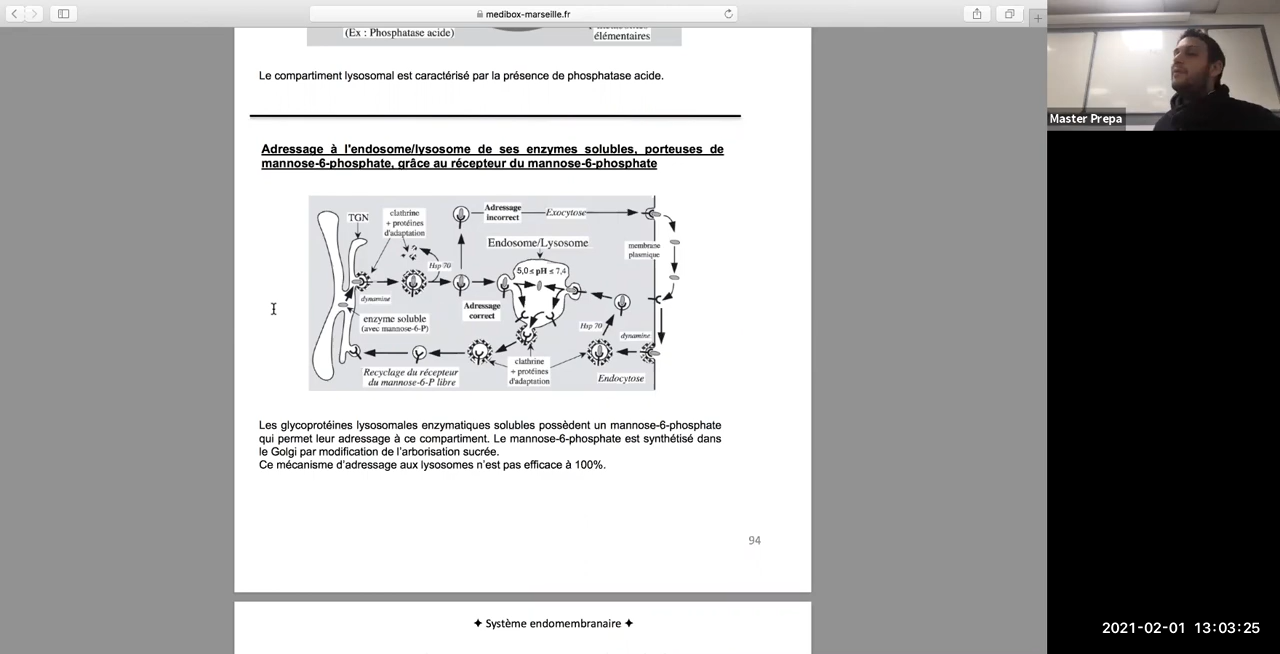 medibox-marseille.fr
(Ex : Phosphatase acide)
élémentaires
Le compartiment lysosomal est caractérisé par la présence de phosphatase acide.
Adressage à l'endosome/lysosome de ses enzymes solubles, porteuses de
mannose-6-phosphate, grâce au récepteur du mannose-6-phosphate
TGN
clathrine
+ protéines
d'adaptation
Adressage
incorrect
Exocytose
Endosome/Lysosome
membrane
plasmique
Hsp 70
5,0 ≤ pH ≤ 7,4
dynamine
Adressage
correct
enzyme soluble
(avec mannose-6-P)
Hsp 70
dynamine
Recyclage du récepteur
du mannose-6-P libre
clathrine
+ protéines
d'adaptation
Endocytose
Les glycoprotéines lysosomales enzymatiques solubles possèdent un mannose-6-phosphate
qui permet leur adressage à ce compartiment. Le mannose-6-phosphate est synthétisé dans
le Golgi par modification de l'arborisation sucrée.
Ce mécanisme d'adressage aux lysosomes n'est pas efficace à 100%.
94
✦ Système endomembranaire ✦
Master Prepa
2021-02-01 13:03:25